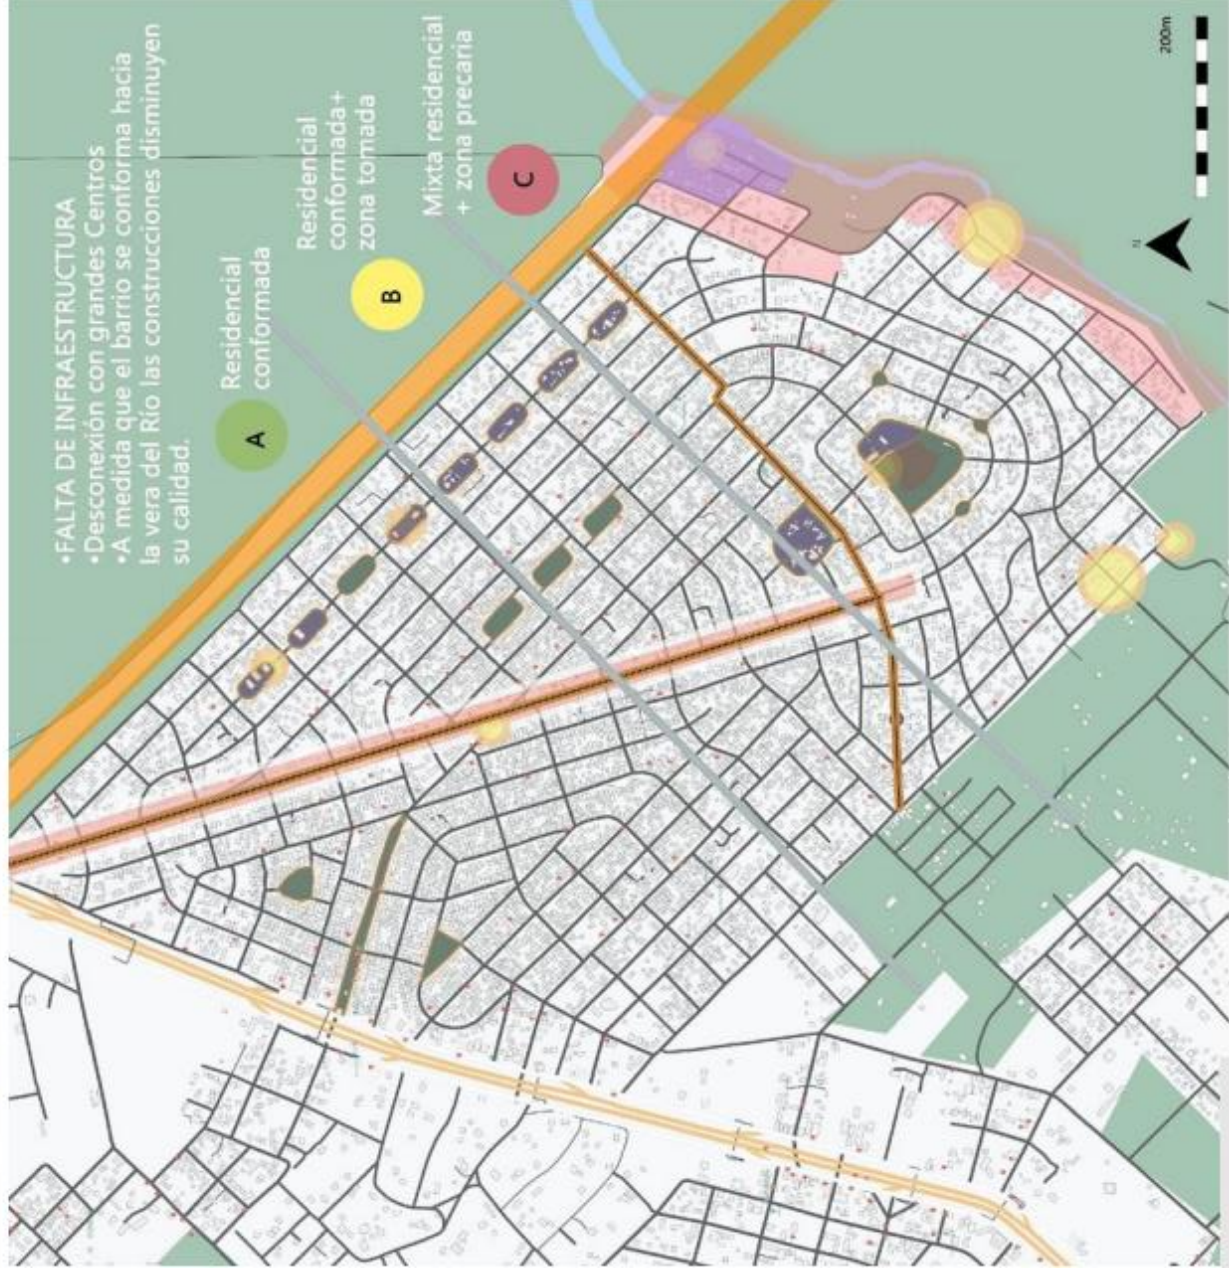 •FALTA DE INFRAESTRUCTURA
•Desconexión con grandes Centros
•A medida que el barrio se conforma hacia
la vera del Río las construcciones disminuyen
su calidad.
A
Residencial
conformada
B
Residencial
conformada+
zona tomada
C
Mixta residencial
+ zona precaria
N
200m